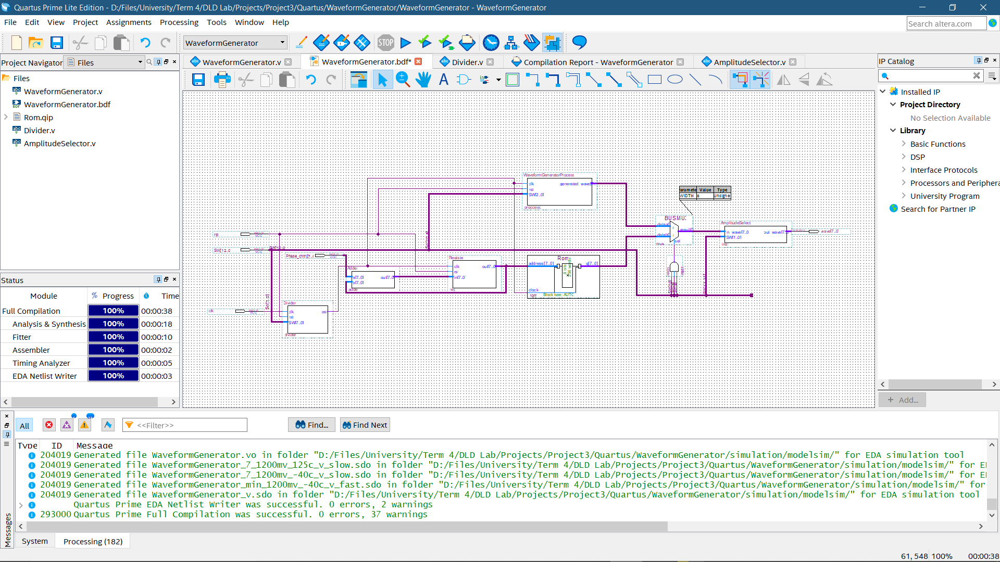 Quartus Prime Lite Edition - D:/Files/University/Term 4/DLD Lab/Projects/Project3/Quartus/WaveformGenerator/WaveformGenerator - WaveformGenerator
File Edit View Project Assignments Processing Tools Window Help
Search altera.com
WaveformGenerator
STOP
Project Navigator Files
WaveformGenerator.v
WaveformGenerator.bdf*
Divider.v
Compilation Report - WaveformGenerator
AmplitudeSelector.v
IP Catalog
Files
WaveformGenerator.v
WaveformGenerator.bdf
Rom.qip
Divider.v
AmplitudeSelector.v
Installed IP
Project Directory
No Selection Available
Library
Basic Functions
DSP
Interface Protocols
Processors and Periphera
University Program
Search for Partner IP
Add...
WaveformGeneratorProcess
clk generated wave[
rst
SW[2..0]
Value Type
WIDTH 8 Unsigne
BUSMU
result[]
sel
mux
AmplitudeSelect
in wave[7..0 out wave[7..0
SW[1..0]
wave[7..0
rst
SW[12..0
Phase_cntrl[7..
Adder
a[7..0] out[7..0
b[7..0]
Registe
clk out[7..0
rst
in[7..0
reg
Rom
address[7..0] q[7..0]
8 bits
256 words
clock
rom Block type: AUTO
clk
Divider
clk
rst
SW[7..0]
divider
Status
Module % Progress Time
Full Compilation 100% 00:00:38
Analysis & Synthesis 100% 00:00:18
Fitter 100% 00:00:10
Assembler 100% 00:00:02
Timing Analyzer 100% 00:00:05
EDA Netlist Writer 100% 00:00:03
All <<Filter>> Find... Find Next
Type ID Message
204019 Generated file WaveformGenerator.vo in folder "D:/Files/University/Term 4/DLD Lab/Projects/Project3/Quartus/WaveformGenerator/simulation/modelsim/" for EDA simulation tool
204019 Generated file WaveformGenerator_7_1200mv_125c_v_slow.sdo in folder "D:/Files/University/Term 4/DLD Lab/Projects/Project3/Quartus/WaveformGenerator/simulation/modelsim/" for E
204019 Generated file WaveformGenerator_7_1200mv_-40c_v_slow.sdo in folder "D:/Files/University/Term 4/DLD Lab/Projects/Project3/Quartus/WaveformGenerator/simulation/modelsim/" for E
204019 Generated file WaveformGenerator_min_1200mv_-40c_v_fast.sdo in folder "D:/Files/University/Term 4/DLD Lab/Projects/Project3/Quartus/WaveformGenerator/simulation/modelsim/" for
204019 Generated file WaveformGenerator_v.sdo in folder "D:/Files/University/Term 4/DLD Lab/Projects/Project3/Quartus/WaveformGenerator/simulation/modelsim/" for EDA simulation tool
Quartus Prime EDA Netlist Writer was successful. 0 errors, 2 warnings
293000 Quartus Prime Full Compilation was successful. 0 errors, 37 warnings
Messages
System Processing (182)
61, 548 100% 00:00:38